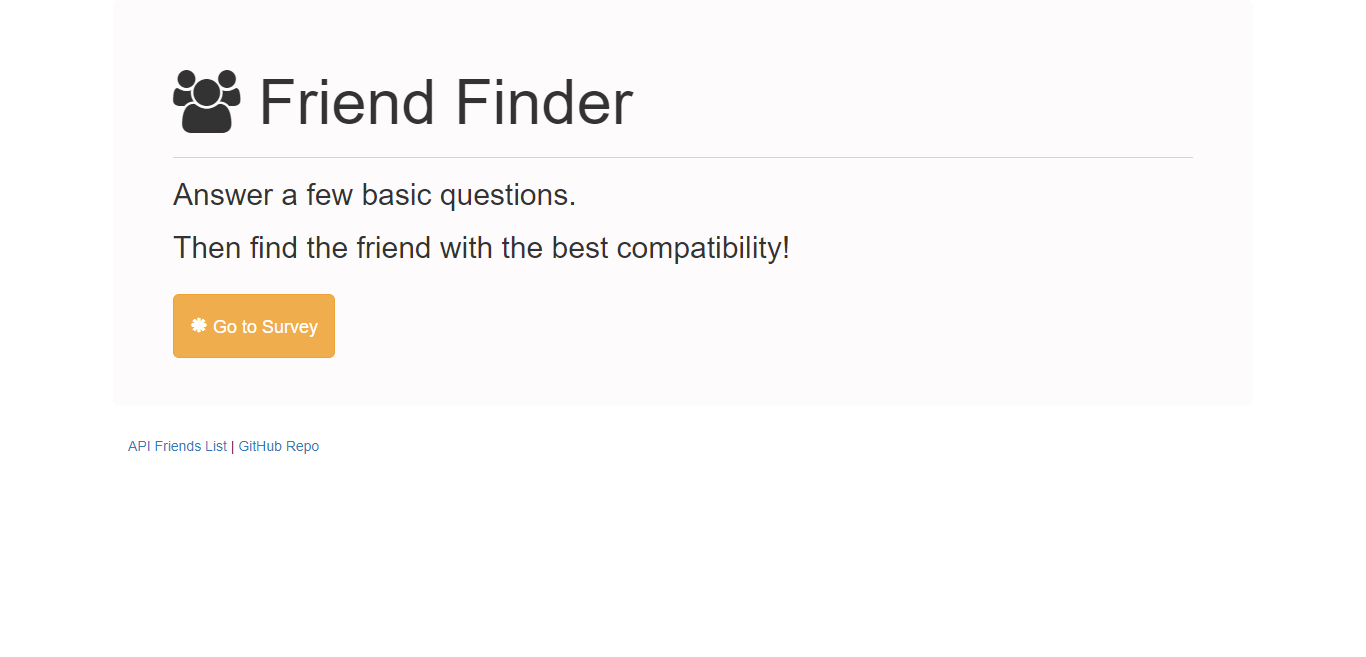 Friend Finder
Answer a few basic questions.
Then find the friend with the best compatibility!
Go to Survey
API Friends List | GitHub Repo